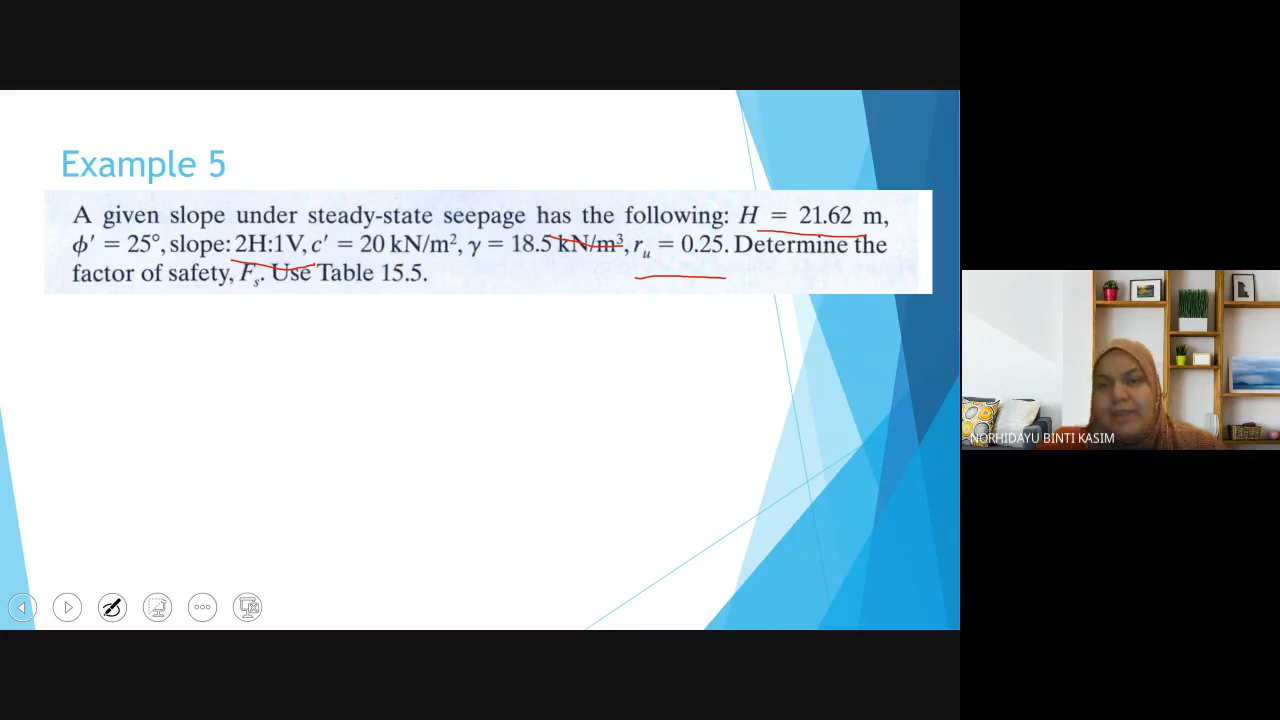 Example 5
A given slope under steady-state seepage has the following: H = 21.62 m,
ϕ′ = 25°, slope: 2H:1V, c′ = 20 kN/m², γ = 18.5 kN/m³, rᵤ = 0.25. Determine the
factor of safety, Fₛ. Use Table 15.5.
NORHIDAYU BINTI KASIM